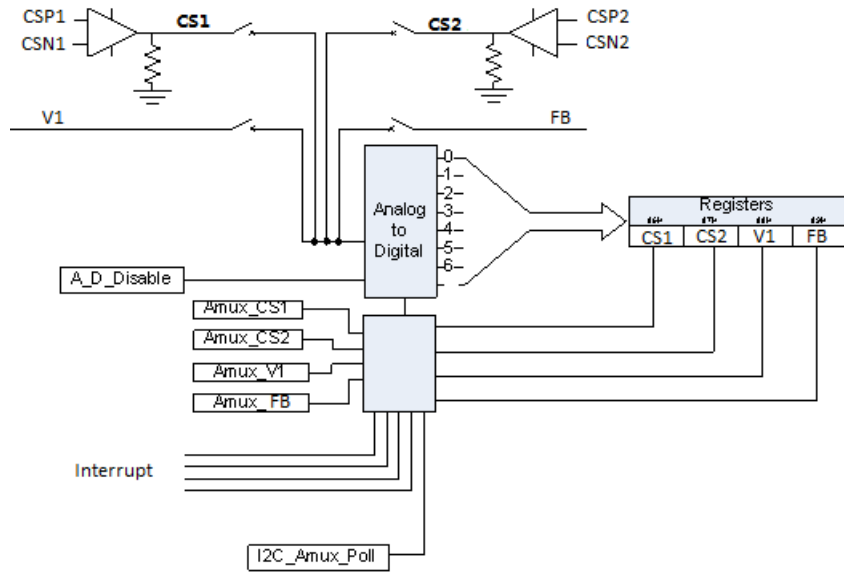 CSP1
CS1
CS2
CSP2
CSN1
CSN2
V1
FB
0
1
2
3
4
5
6
Analog
to
Digital
Registers
CS1 CS2 V1 FB
A_D_Disable
Amux_CS1
Amux_CS2
Amux_V1
Amux_FB
Interrupt
I2C_Amux_Poll